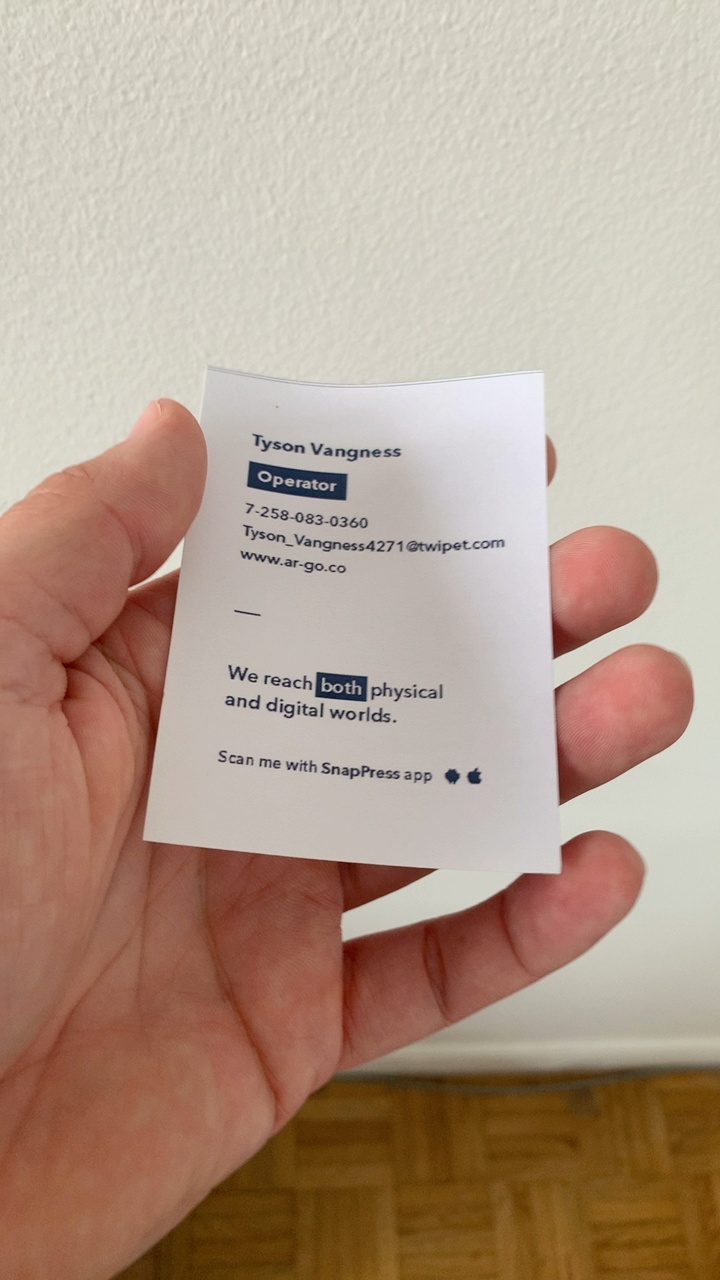 Tyson Vangness
Operator
7-258-083-0360
Tyson_Vangness4271@twipet.com
www.ar-go.co
We reach both physical
and digital worlds.
Scan me with SnapPress app